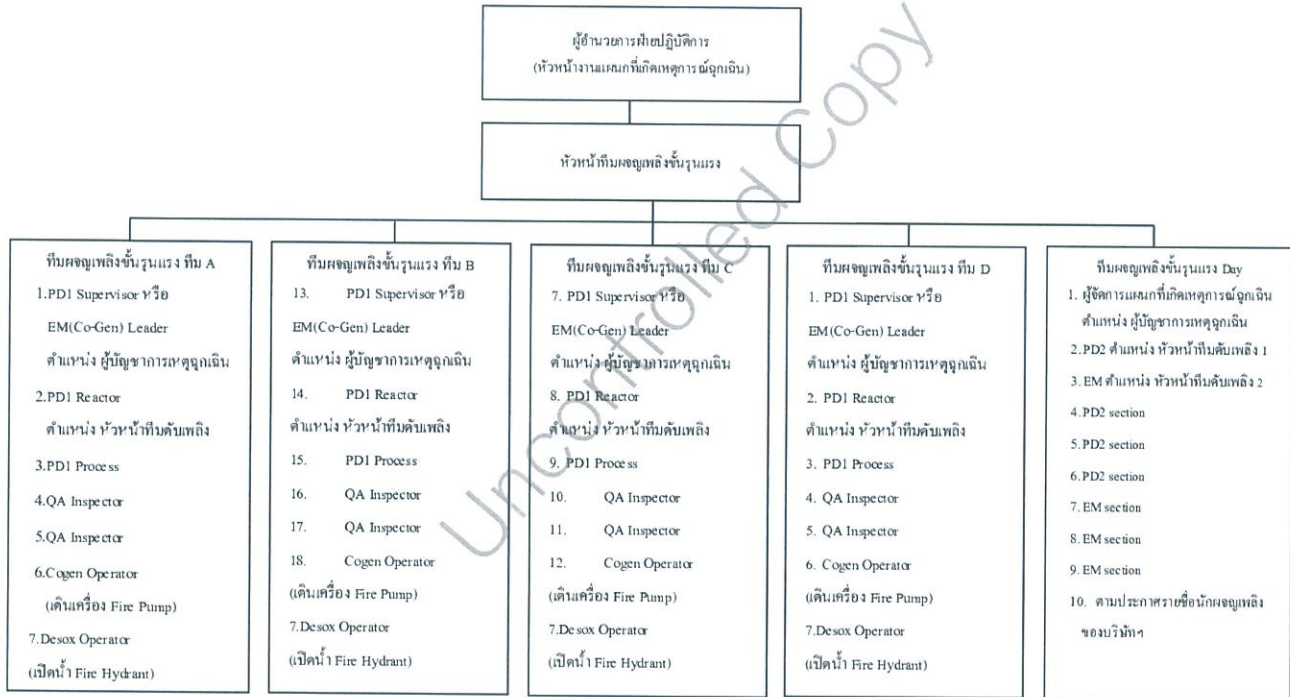 ผู้อำนวยการฝ่ายปฏิบัติการ
(หัวหน้างานแผนกที่เกิดเหตุการณ์ฉุกเฉิน)
หัวหน้าทีมผจญเพลิงขั้นรุนแรง
ทีมผจญเพลิงขั้นรุนแรง ทีม A
1.PD1 Supervisor หรือ
EM(Co-Gen) Leader
ตำแหน่ง ผู้บัญชาการเหตุฉุกเฉิน
2.PD1 Reactor
ตำแหน่ง หัวหน้าทีมดับเพลิง
3.PD1 Process
4.QA Inspector
5.QA Inspector
6.Cogen Operator
(เดินเครื่อง Fire Pump)
7.Desox Operator
(เปิดน้ำ Fire Hydrant)
ทีมผจญเพลิงขั้นรุนแรง ทีม B
13. PD1 Supervisor หรือ
EM(Co-Gen) Leader
ตำแหน่ง ผู้บัญชาการเหตุฉุกเฉิน
14. PD1 Reactor
ตำแหน่ง หัวหน้าทีมดับเพลิง
15. PD1 Process
16. QA Inspector
17. QA Inspector
18. Cogen Operator
(เดินเครื่อง Fire Pump)
7.Desox Operator
(เปิดน้ำ Fire Hydrant)
ทีมผจญเพลิงขั้นรุนแรง ทีม C
7. PD1 Supervisor หรือ
EM(Co-Gen) Leader
ตำแหน่ง ผู้บัญชาการเหตุฉุกเฉิน
8. PD1 Reactor
ตำแหน่ง หัวหน้าทีมดับเพลิง
9. PD1 Process
10. QA Inspector
11. QA Inspector
12. Cogen Operator
(เดินเครื่อง Fire Pump)
7.Desox Operator
(เปิดน้ำ Fire Hydrant)
ทีมผจญเพลิงขั้นรุนแรง ทีม D
1. PD1 Supervisor หรือ
EM(Co-Gen) Leader
ตำแหน่ง ผู้บัญชาการเหตุฉุกเฉิน
2. PD1 Reactor
ตำแหน่ง หัวหน้าทีมดับเพลิง
3. PD1 Process
4. QA Inspector
5. QA Inspector
6. Cogen Operator
(เดินเครื่อง Fire Pump)
7.Desox Operator
(เปิดน้ำ Fire Hydrant)
ทีมผจญเพลิงขั้นรุนแรง Day
1. ผู้จัดการแผนกที่เกิดเหตุการณ์ฉุกเฉิน
ตำแหน่ง ผู้บัญชาการเหตุฉุกเฉิน
2.PD2 ตำแหน่ง หัวหน้าทีมดับเพลิง 1
3.EM ตำแหน่ง หัวหน้าทีมดับเพลิง 2
4.PD2 section
5.PD2 section
6.PD2 section
7.EM section
8.EM section
9.EM section
10. ตามประกาศรายชื่อนักผจญเพลิง
ของบริษัทฯ
Uncontrolled Copy